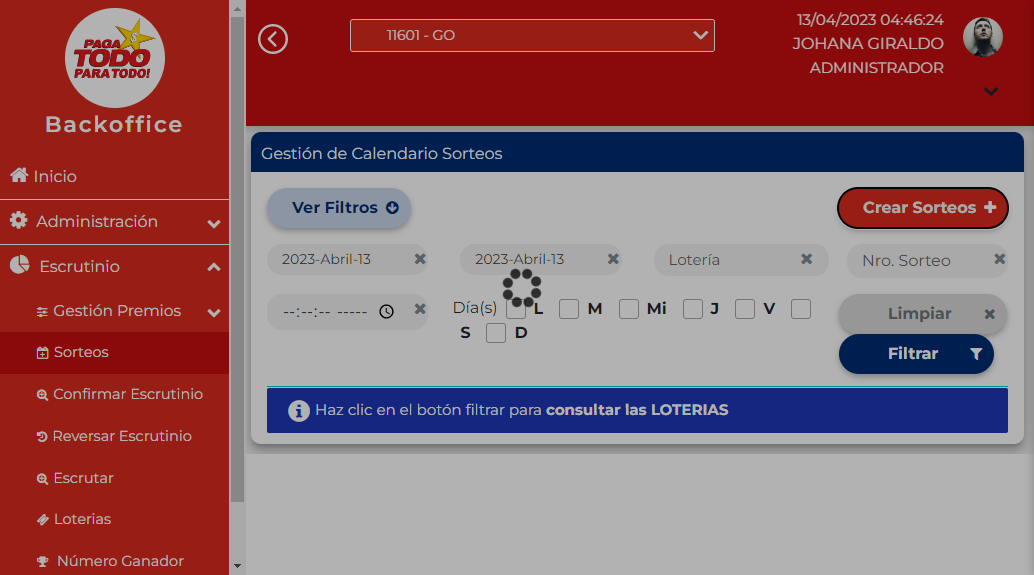 PAGA
TODO
PARA TODO!
$
Backoffice
Inicio
Administración
Escrutinio
Gestión Premios
Sorteos
Confirmar Escrutinio
Reversar Escrutinio
Escrutar
Loterias
Número Ganador
11601 - GO
13/04/2023 04:46:24
JOHANA GIRALDO
ADMINISTRADOR
Gestión de Calendario Sorteos
Ver Filtros
Crear Sorteos
2023-Abril-13
2023-Abril-13
Lotería
Nro. Sorteo
--:--:-- -----
Día(s) L M Mi J V
S D
Limpiar
Filtrar
Haz clic en el botón filtrar para consultar las LOTERIAS